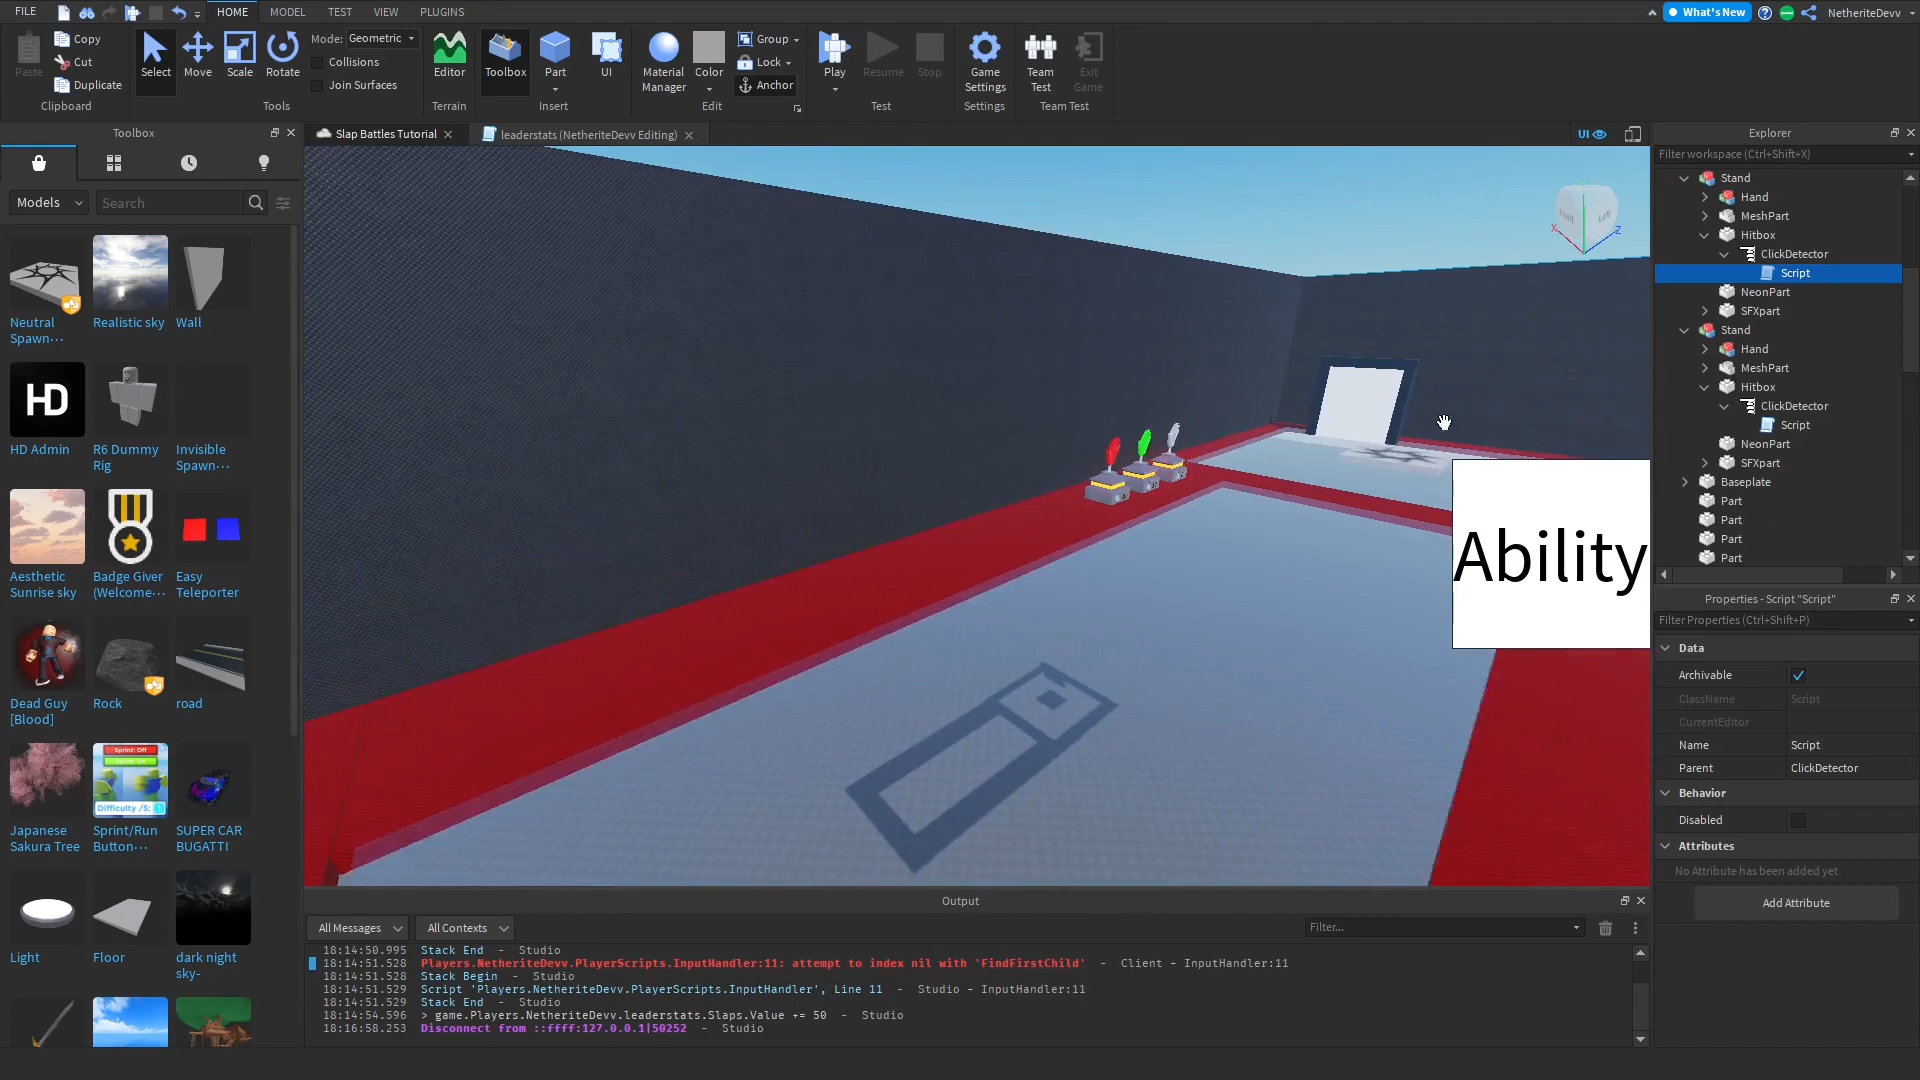 FILE
HOME
MODEL
TEST
VIEW
PLUGINS
What's New
NetheriteDevv
Paste
Copy
Cut
Duplicate
Clipboard
Select
Move
Scale
Rotate
Mode: Geometric
Collisions
Join Surfaces
Tools
Editor
Terrain
Toolbox
Part
UI
Insert
Material Manager
Color
Group
Lock
Anchor
Edit
Play
Resume
Stop
Test
Game Settings
Settings
Team Test
Exit Game
Team Test
Toolbox
Slap Battles Tutorial
leaderstats (NetheriteDevv Editing)
UI
Explorer
Filter workspace (Ctrl+Shift+X)
Models
Search
Neutral Spawn...
Realistic sky
Wall
HD
HD Admin
R6 Dummy Rig
Invisible Spawn...
Aesthetic Sunrise sky
Badge Giver (Welcome...
Easy Teleporter
Dead Guy [Blood]
Rock
road
Sprint: Off
Difficulty /5: 1
Japanese Sakura Tree
Sprint/Run Button...
SUPER CAR BUGATTI
Light
Floor
dark night sky-
Left
X
Z
Ability
Stand
Hand
MeshPart
Hitbox
ClickDetector
Script
NeonPart
SFXpart
Stand
Hand
MeshPart
Hitbox
ClickDetector
Script
NeonPart
SFXpart
Baseplate
Part
Part
Part
Part
Properties - Script "Script"
Filter Properties (Ctrl+Shift+P)
Data
Archivable
ClassName Script
CurrentEditor
Name Script
Parent ClickDetector
Behavior
Disabled
Attributes
No Attribute has been added yet
Add Attribute
Output
All Messages
All Contexts
Filter...
18:14:50.995 Stack End - Studio
18:14:51.528 Players.NetheriteDevv.PlayerScripts.InputHandler:11: attempt to index nil with 'FindFirstChild' - Client - InputHandler:11
18:14:51.528 Stack Begin - Studio
18:14:51.529 Script 'Players.NetheriteDevv.PlayerScripts.InputHandler', Line 11 - Studio - InputHandler:11
18:14:51.529 Stack End - Studio
18:14:54.596 > game.Players.NetheriteDevv.leaderstats.Slaps.Value += 50 - Studio
18:16:58.253 Disconnect from ::ffff:127.0.0.1|50252 - Studio